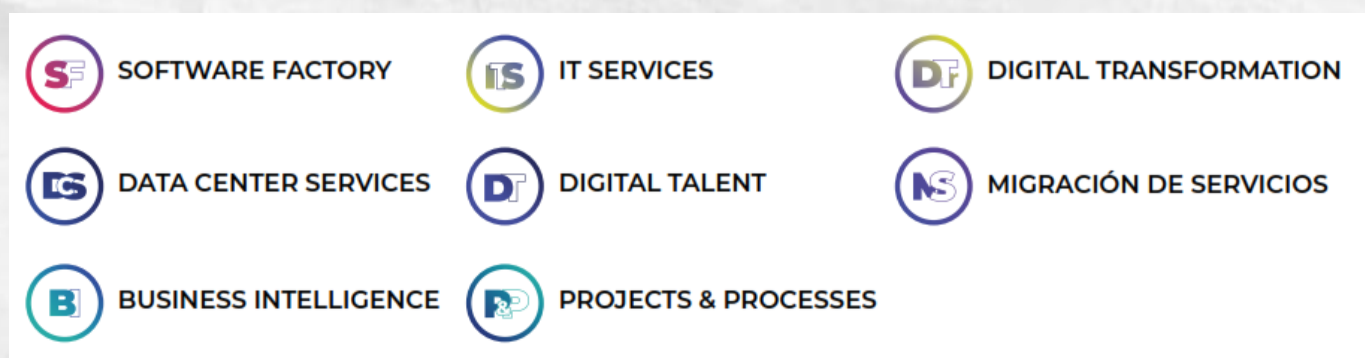 SF SOFTWARE FACTORY
ITS IT SERVICES
DTr DIGITAL TRANSFORMATION
DCS DATA CENTER SERVICES
DT DIGITAL TALENT
MS MIGRACIÓN DE SERVICIOS
BI BUSINESS INTELLIGENCE
P&P PROJECTS & PROCESSES